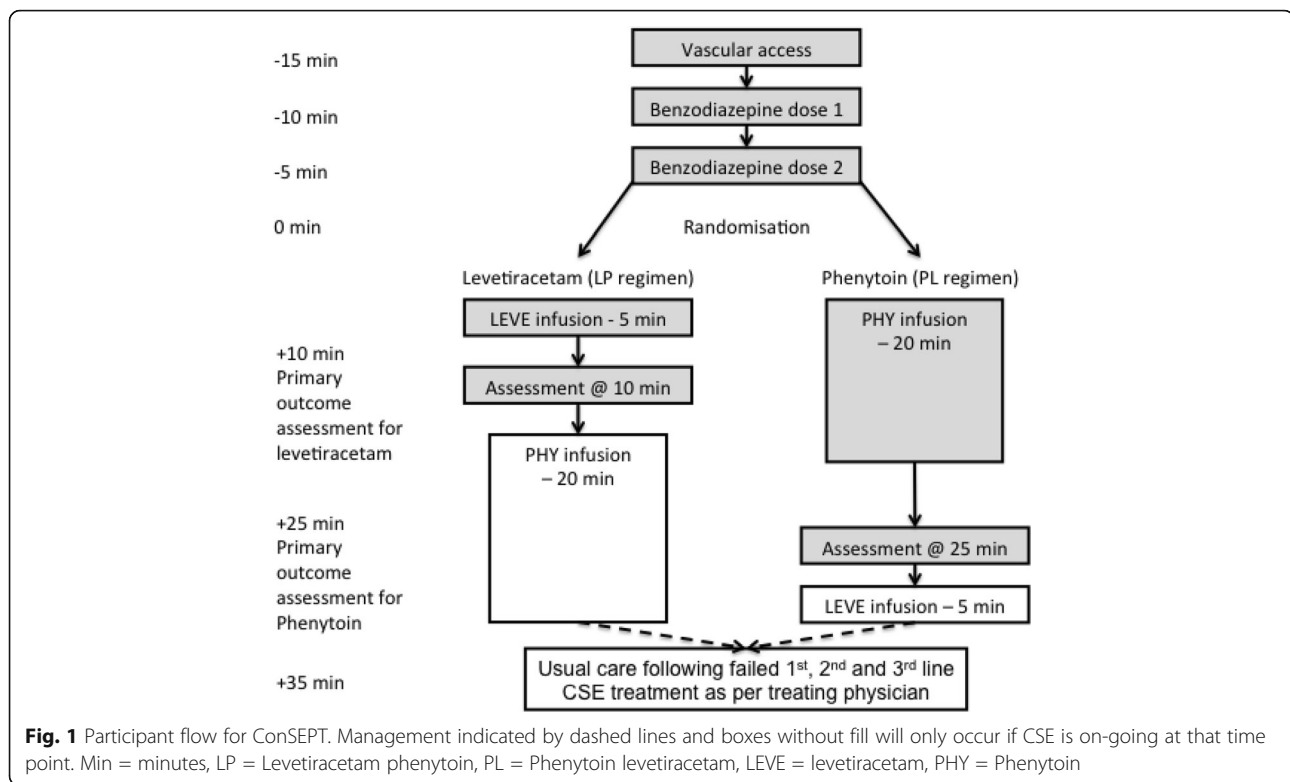 -15 min
Vascular access
-10 min
Benzodiazepine dose 1
-5 min
Benzodiazepine dose 2
0 min
Randomisation
Levetiracetam (LP regimen)
Phenytoin (PL regimen)
LEVE infusion - 5 min
PHY infusion
– 20 min
+10 min
Primary
outcome
assessment for
levetiracetam
Assessment @ 10 min
PHY infusion
– 20 min
+25 min
Primary
outcome
assessment for
Phenytoin
Assessment @ 25 min
LEVE infusion – 5 min
+35 min
Usual care following failed 1st, 2nd and 3rd line
CSE treatment as per treating physician
Fig. 1 Participant flow for ConSEPT. Management indicated by dashed lines and boxes without fill will only occur if CSE is on-going at that time
point. Min = minutes, LP = Levetiracetam phenytoin, PL = Phenytoin levetiracetam, LEVE = levetiracetam, PHY = Phenytoin